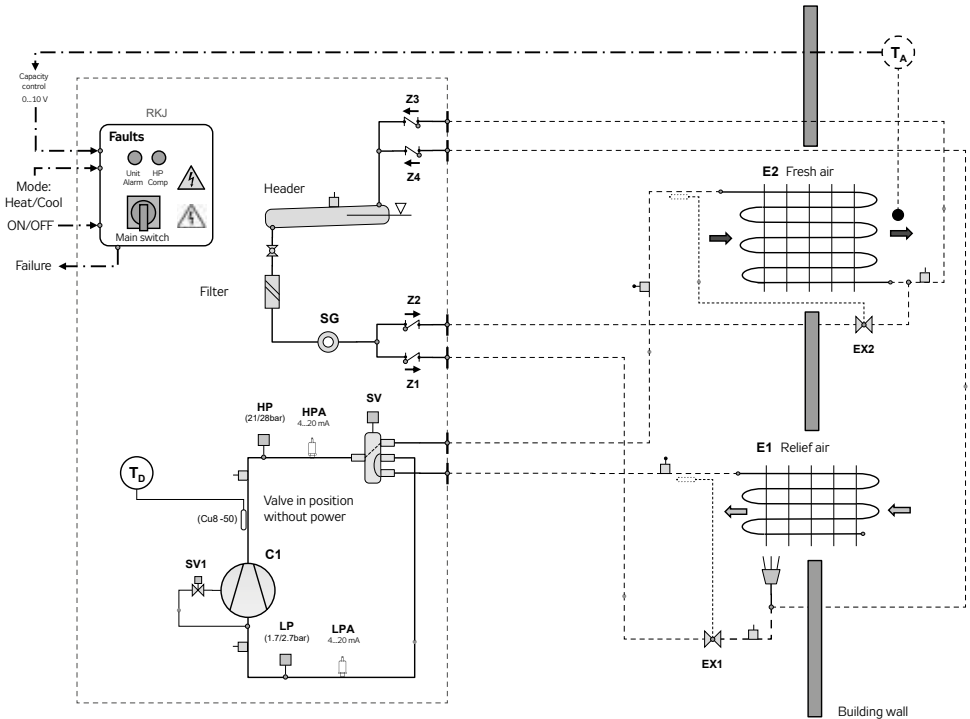 T_A
Capacity
control
0...10 V
RKJ
Faults
Unit
Alarm
HP
Comp
Main switch
Mode:
Heat/Cool
ON/OFF
Failure
Z3
Z4
Header
Filter
SG
Z2
Z1
E2 Fresh air
EX2
E1 Relief air
EX1
Building wall
HP
(21/28bar)
HPA
4...20 mA
SV
T_D
(Cu8 -50)
Valve in position
without power
C1
SV1
LP
(1.7/2.7bar)
LPA
4...20 mA